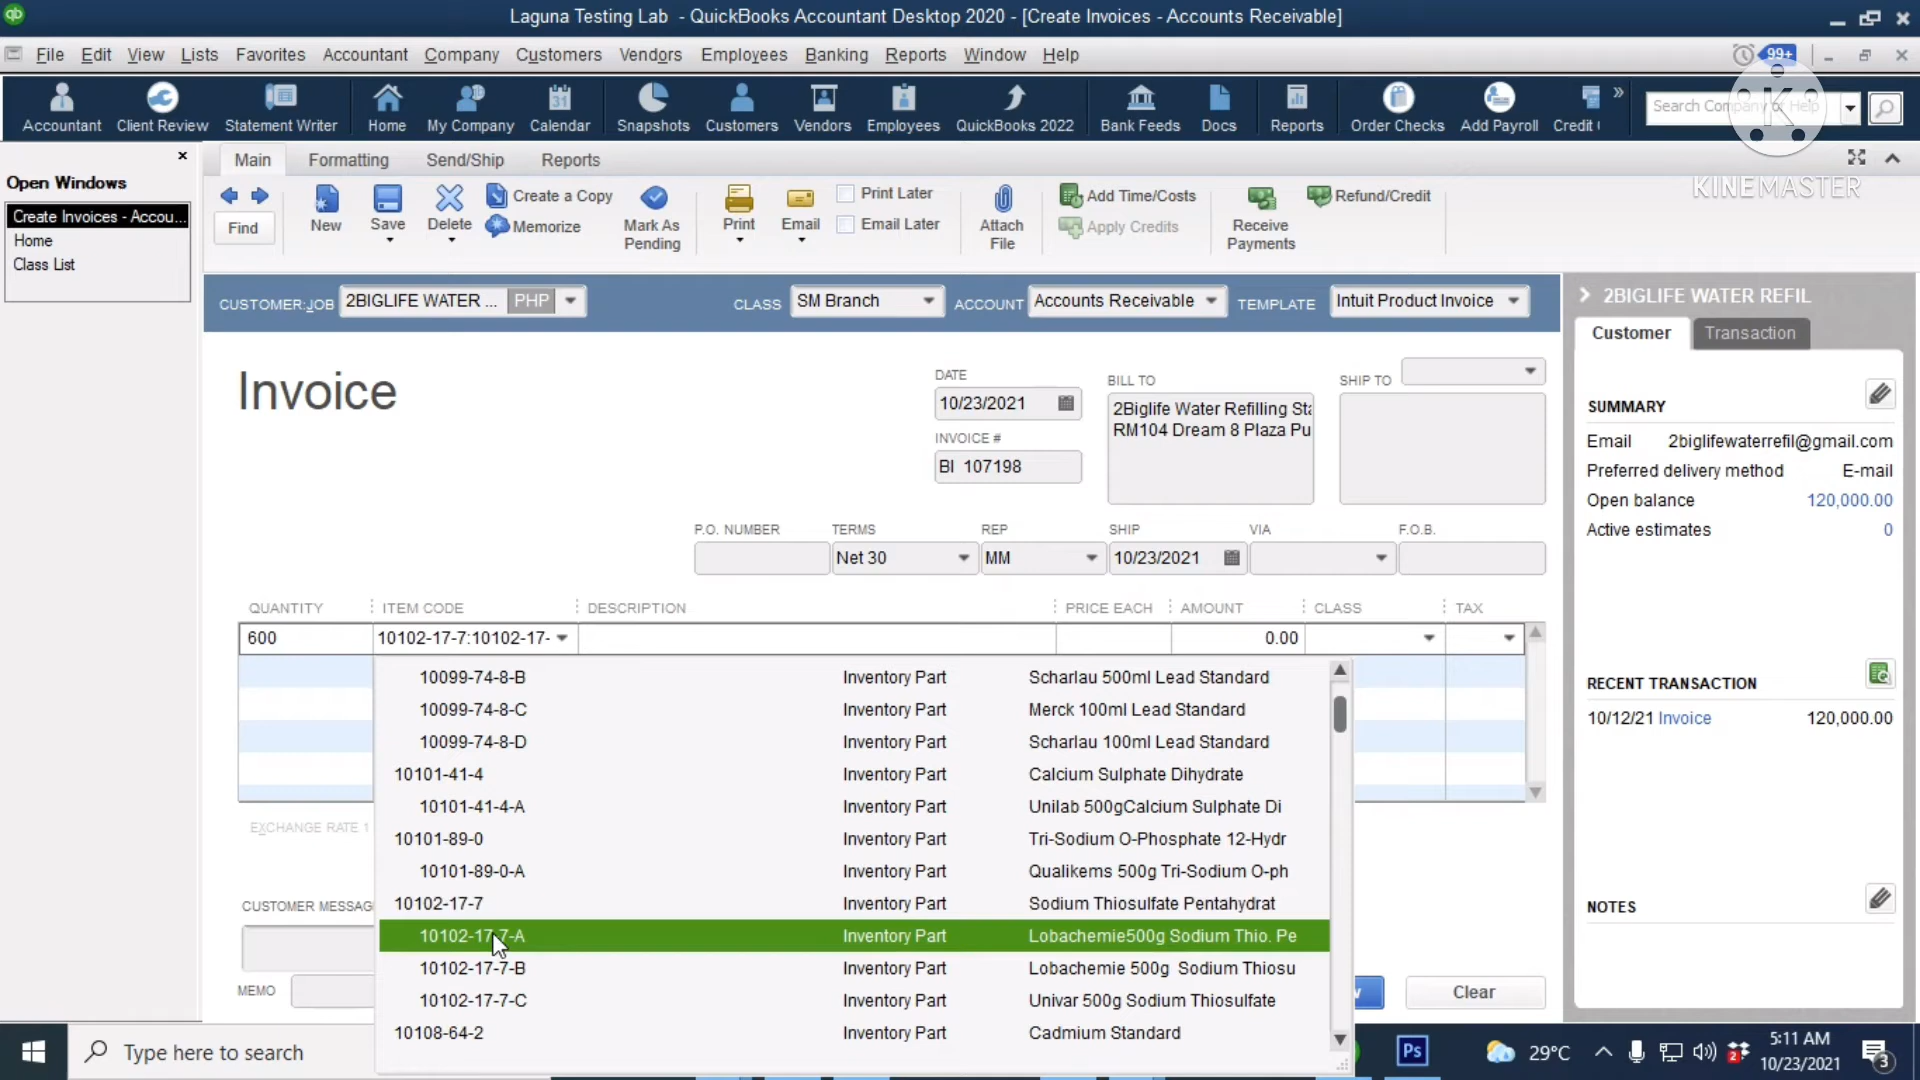 Laguna Testing Lab - QuickBooks Accountant Desktop 2020 - [Create Invoices - Accounts Receivable]
File Edit View Lists Favorites Accountant Company Customers Vendors Employees Banking Reports Window Help
99+
Accountant Client Review Statement Writer Home My Company Calendar Snapshots Customers Vendors Employees QuickBooks 2022 Bank Feeds Docs Reports Order Checks Add Payroll Credit
Search Company or Help
KINEMASTER
Open Windows
Create Invoices - Accou...
Home
Class List
Main Formatting Send/Ship Reports
Find
New
Save
Delete
Create a Copy
Memorize
Mark As
Pending
Print
Email
Print Later
Email Later
Attach
File
Add Time/Costs
Apply Credits
Receive
Payments
Refund/Credit
CUSTOMER:JOB 2BIGLIFE WATER ... PHP CLASS SM Branch ACCOUNT Accounts Receivable TEMPLATE Intuit Product Invoice
Invoice
DATE
10/23/2021
INVOICE #
BI 107198
BILL TO
2Biglife Water Refilling Sta
RM104 Dream 8 Plaza Pu
SHIP TO
P.O. NUMBER TERMS REP SHIP VIA F.O.B.
Net 30 MM 10/23/2021
QUANTITY ITEM CODE DESCRIPTION PRICE EACH AMOUNT CLASS TAX
600 10102-17-7:10102-17- 0.00
10099-74-8-B Inventory Part Scharlau 500ml Lead Standard
10099-74-8-C Inventory Part Merck 100ml Lead Standard
10099-74-8-D Inventory Part Scharlau 100ml Lead Standard
10101-41-4 Inventory Part Calcium Sulphate Dihydrate
10101-41-4-A Inventory Part Unilab 500gCalcium Sulphate Di
10101-89-0 Inventory Part Tri-Sodium O-Phosphate 12-Hydr
10101-89-0-A Inventory Part Qualikems 500g Tri-Sodium O-ph
10102-17-7 Inventory Part Sodium Thiosulfate Pentahydrat
10102-17-7-A Inventory Part Lobachemie500g Sodium Thio. Pe
10102-17-7-B Inventory Part Lobachemie 500g Sodium Thiosu
10102-17-7-C Inventory Part Univar 500g Sodium Thiosulfate
10108-64-2 Inventory Part Cadmium Standard
EXCHANGE RATE 1
CUSTOMER MESSAG
MEMO
Clear
2BIGLIFE WATER REFIL
Customer Transaction
SUMMARY
Email 2biglifewaterrefil@gmail.com
Preferred delivery method E-mail
Open balance 120,000.00
Active estimates 0
RECENT TRANSACTION
10/12/21 Invoice 120,000.00
NOTES
Type here to search
Ps
29°C
2
5:11 AM
10/23/2021
3